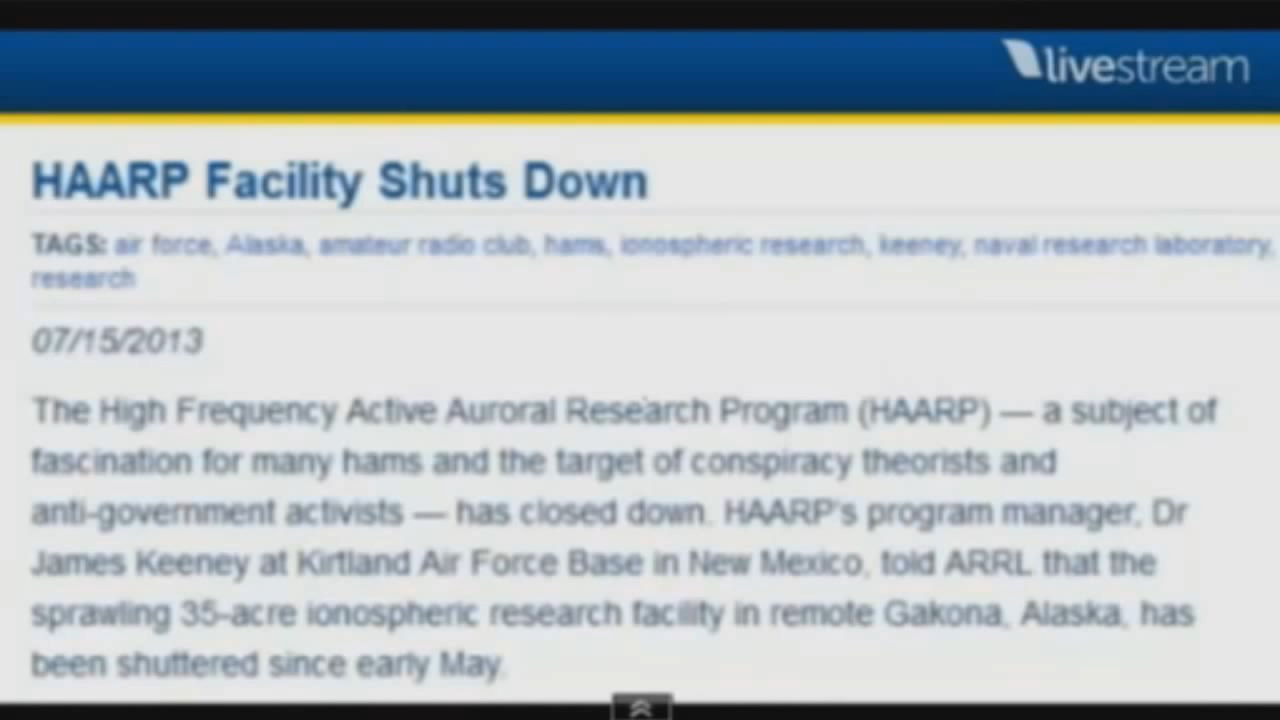 livestream
HAARP Facility Shuts Down
TAGS: air force, Alaska, amateur radio club, hams, ionospheric research, keeney, naval research laboratory,
research
07/15/2013
The High Frequency Active Auroral Research Program (HAARP) — a subject of
fascination for many hams and the target of conspiracy theorists and
anti-government activists — has closed down. HAARP's program manager, Dr
James Keeney at Kirtland Air Force Base in New Mexico, told ARRL that the
sprawling 35-acre ionospheric research facility in remote Gakona, Alaska, has
been shuttered since early May.